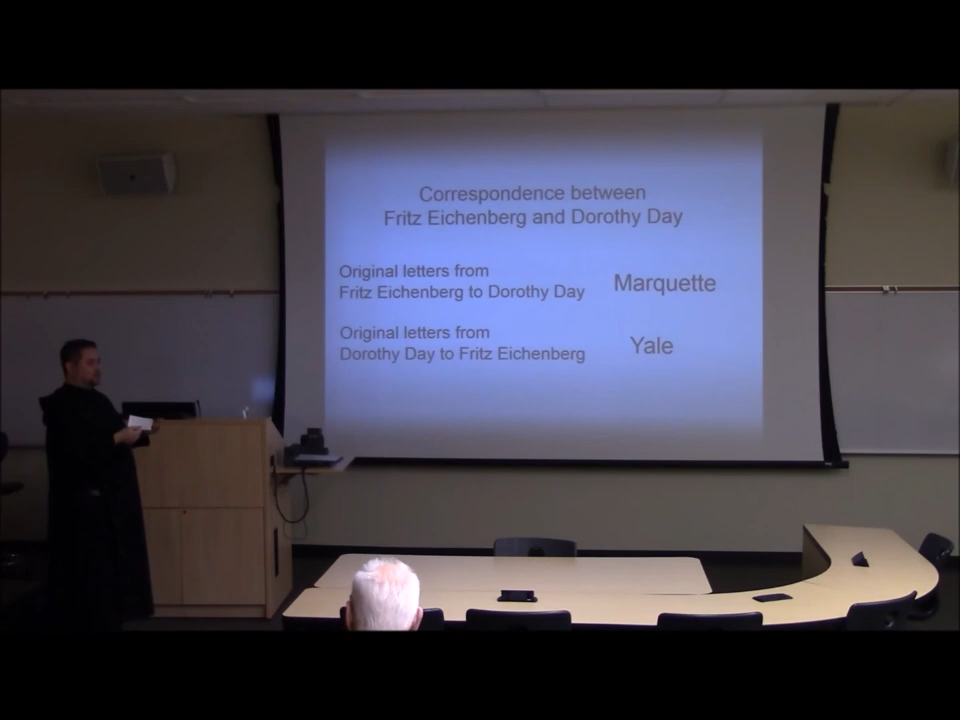 Correspondence between
Fritz Eichenberg and Dorothy Day
Original letters from
Fritz Eichenberg to Dorothy Day
Marquette
Original letters from
Dorothy Day to Fritz Eichenberg
Yale